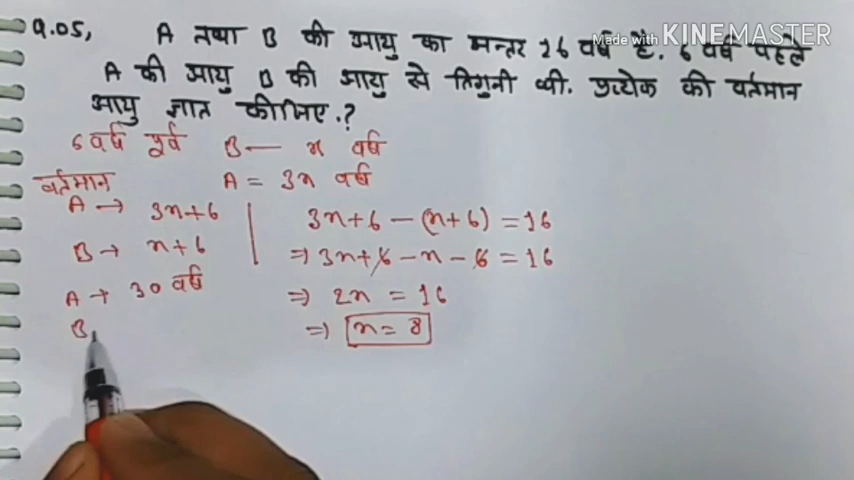 Q.05, A तथा B की आयु का मन्तर 16 वर्ष है. 6 वर्ष पहले
Made with KINEMASTER
A की आयु B की आयु से तिगुनी थी. प्रत्येक की वर्तमान
आयु ज्ञात कीजिए.?
6 वर्ष पूर्व B — x वर्ष
A = 3x वर्ष
वर्तमान
A → 3x+6
B → x+6
A → 30 वर्ष
B
3x+6 - (x+6) = 16
⇒ 3x+6 - x - 6 = 16
⇒ 2x = 16
⇒ x = 8